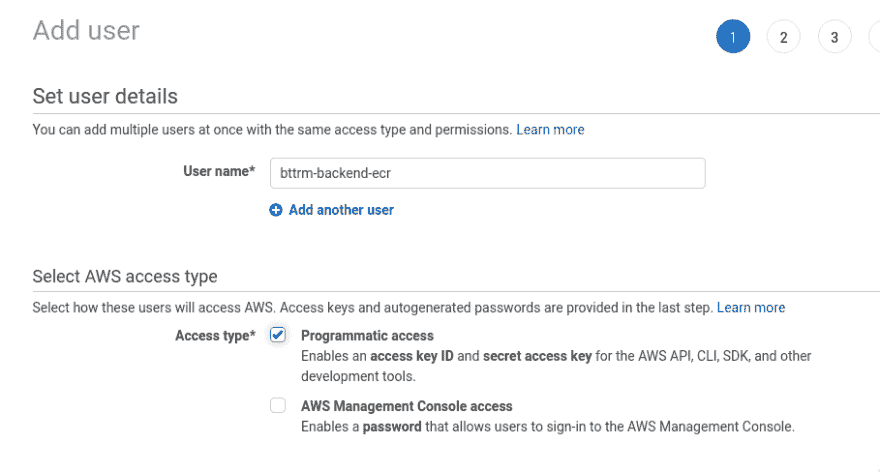 Add user
1 2 3
Set user details
You can add multiple users at once with the same access type and permissions. Learn more
User name* bttrm-backend-ecr
Add another user
Select AWS access type
Select how these users will access AWS. Access keys and autogenerated passwords are provided in the last step. Learn more
Access type* Programmatic access
Enables an access key ID and secret access key for the AWS API, CLI, SDK, and other
development tools.
AWS Management Console access
Enables a password that allows users to sign-in to the AWS Management Console.